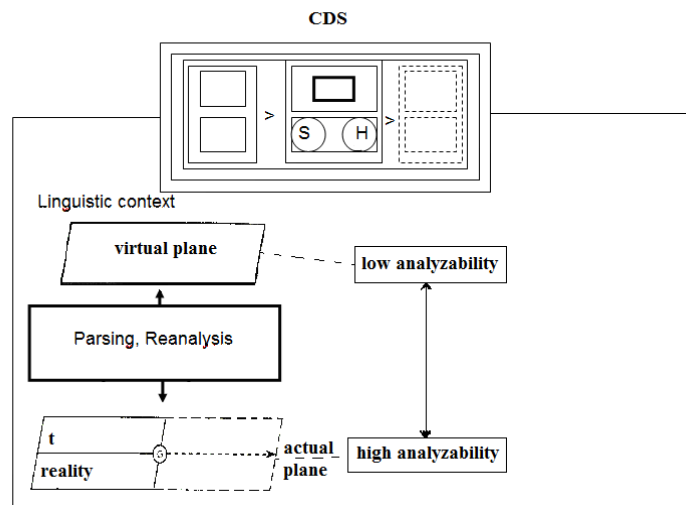 CDS
>
S
H
>
Linguistic context
virtual plane
low analyzability
Parsing, Reanalysis
t
reality
G
actual
plane
high analyzability